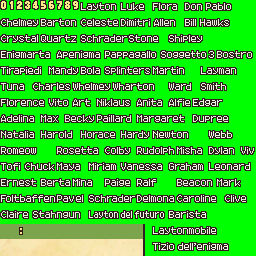 0123456789 Layton Luke Flora Don Pablo
Chelmey Barton Celeste Dimitri Allen Bill Hawks
Crystal Quartz Schrader Stone Shipley
Enigmarta Apenigma Pappagallo Soggetto 3 Bostro
Tirapiedi Mandy Bola Splinters Martin Layman
Tuna Charles Whelmey Wharton Ward Smith
Florence Vito Art Niklaus Anita Alfie Edgar
Adelina Max Becky Paillard Margaret Dupree
Natalia Harold Horace Hardy Newton Webb
Romeow Rosetta Colby Rudolph Misha Dylan Viv
Tofi Chuck Maya Miriam Vanessa Graham Leonard
Ernest Berta Mina Paige Ralf Beacon Mark
Foltbaffen Pavel Schrader Delmona Caroline Clive
Claire Stahngun Layton del futuro Barista
: Laytonmobile
Tizio dell'enigma